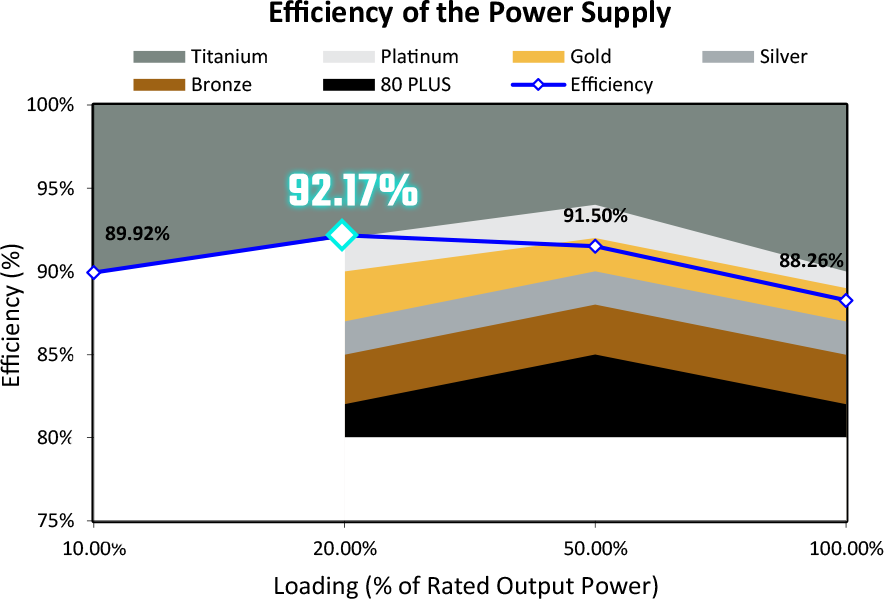 Efficiency of the Power Supply
Titanium Platinum Gold Silver
Bronze 80 PLUS Efficiency
100%
95%
90%
85%
80%
75%
Efficiency (%)
89.92%
92.17%
91.50%
88.26%
10.00% 20.00% 50.00% 100.00%
Loading (% of Rated Output Power)